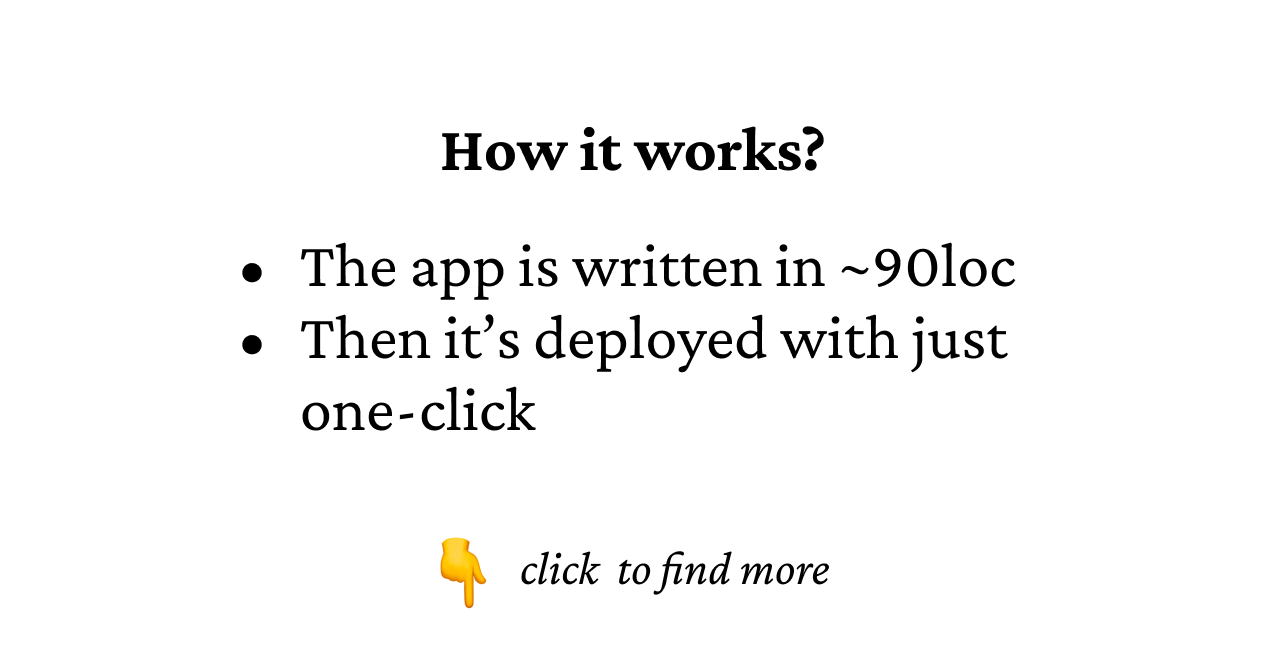 How it works?
● The app is written in ~90loc
● Then it’s deployed with just
one-click
👇 click to find more